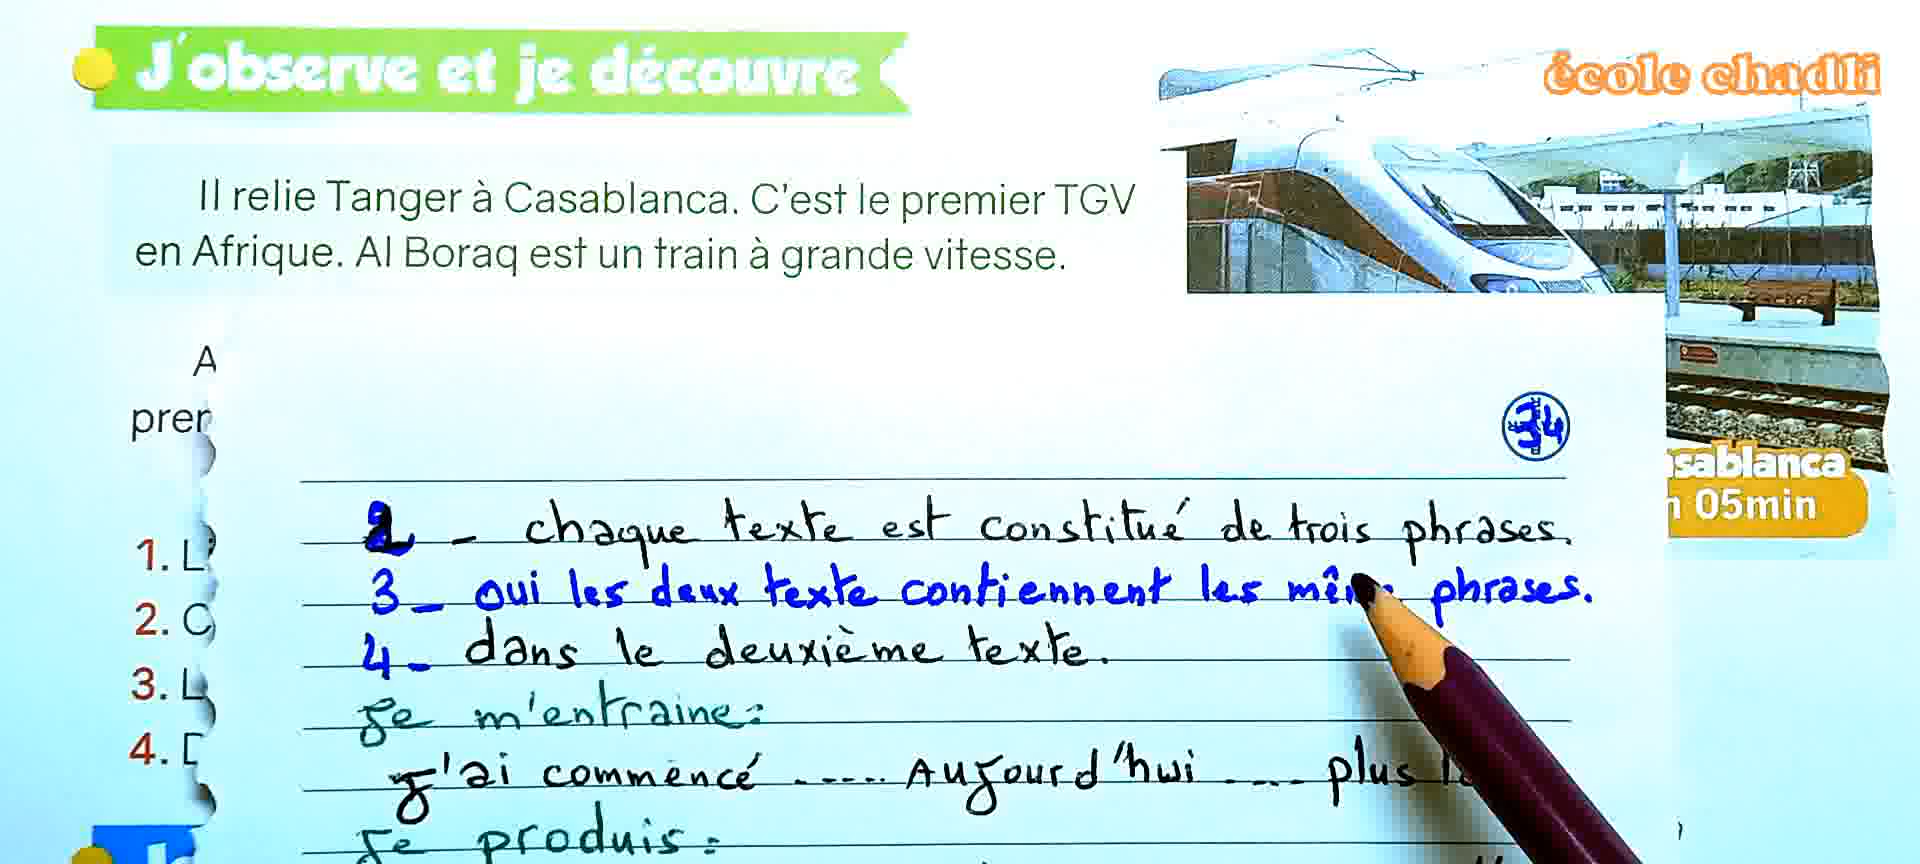 J'observe et je découvre
école chadli
Il relie Tanger à Casablanca. C'est le premier TGV
en Afrique. Al Boraq est un train à grande vitesse.
A
prer
34
sablanca
05min
2 - chaque texte est constitué de trois phrases.
3 - oui les deux texte contiennent les phrases.
4 - dans le deuxième texte.
Je m'entraine:
J'ai commencé ..... Aujourd'hui .... plus
Je produis:
1. L
2. C
3. L
4. D